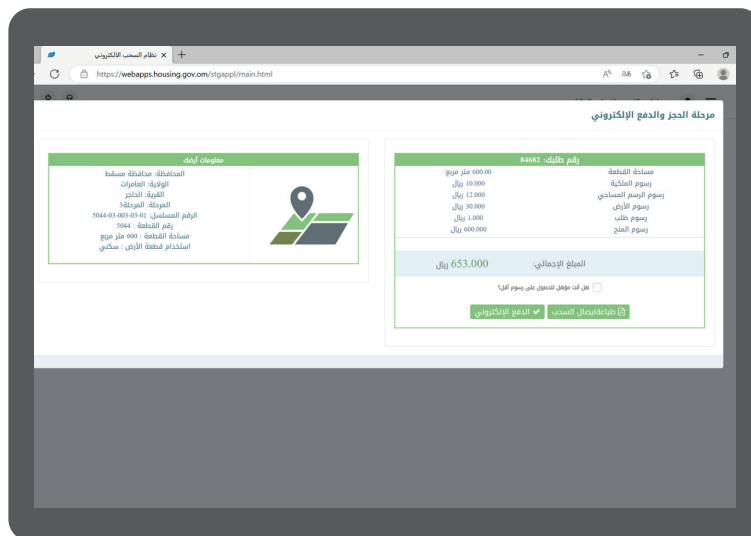 نظام السحب الالكتروني
https://webapps.housing.gov.om/stgappl/main.html
مرحلة الحجز والدفع الإلكتروني
رقم طلبك: 84682
مساحة القطعة 600.00 متر مربع
رسوم الملكية 10.000 ريال
رسوم الرسم المساحي 12.000 ريال
رسوم الأرض 30.000 ريال
رسوم طلب 1.000 ريال
رسوم المنح 600.000 ريال
المبلغ الإجمالي: 653.000 ريال
هل أنت مؤهل للحصول على رسوم أقل؟
طباعةايصال السحب
الدفع الإلكتروني
معلومات أرضك
المحافظة: محافظة مسقط
الولاية: العامرات
القرية: الحاجر
المرحلة: المرحلة3
الرقم المسلسل: 01-03-003-03-5044
رقم القطعة : 5044
مساحة القطعة : 600 متر مربع
استخدام قطعة الأرض : سكني